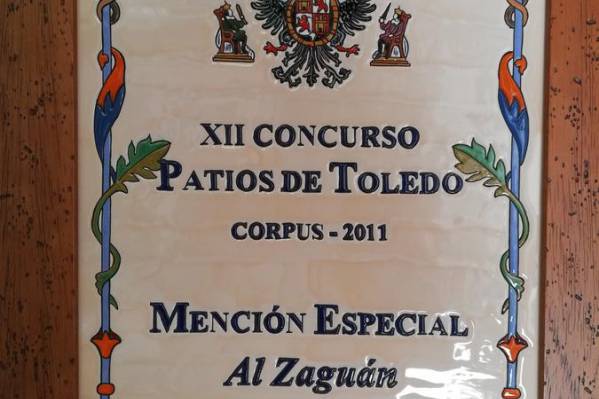 XII CONCURSO
PATIOS DE TOLEDO
CORPUS - 2011
MENCIÓN ESPECIAL
Al Zaguán